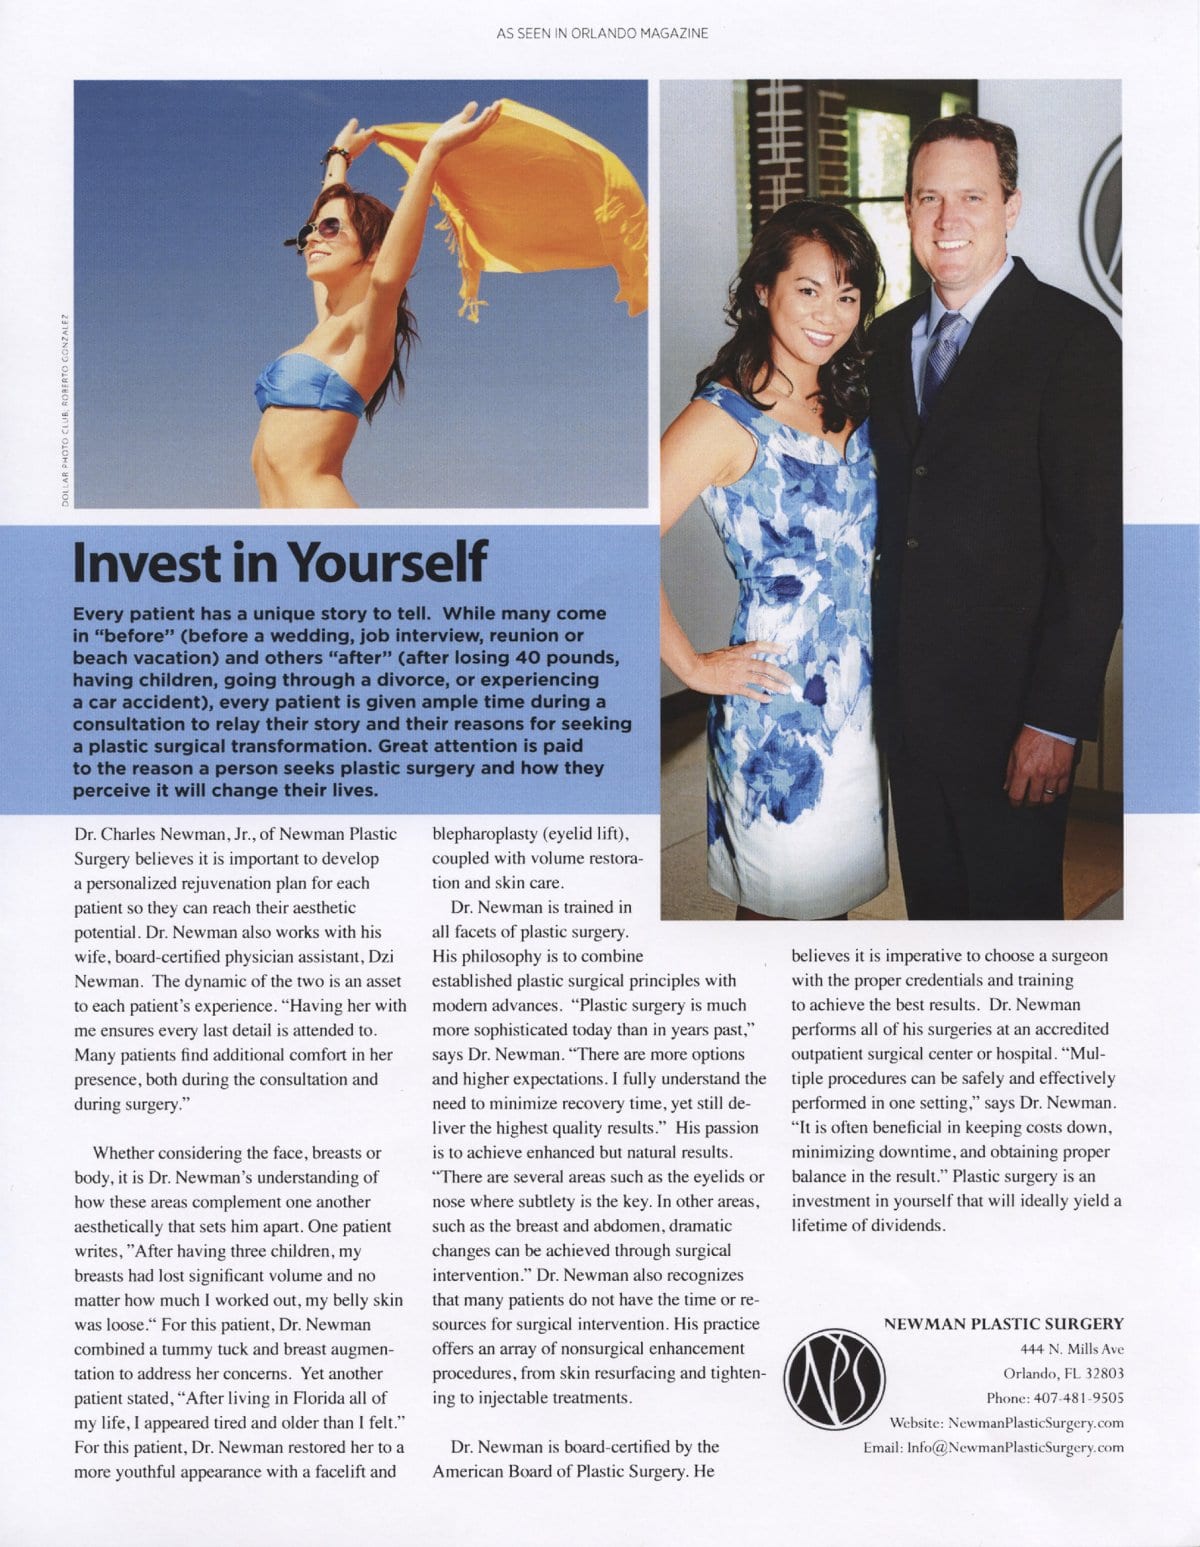 AS SEEN IN ORLANDO MAGAZINE
DOLLAR PHOTO CLUB, ROBERTO GONZALEZ
Invest in Yourself
Every patient has a unique story to tell.  While many come
in “before” (before a wedding, job interview, reunion or
beach vacation) and others “after” (after losing 40 pounds,
having children, going through a divorce, or experiencing
a car accident), every patient is given ample time during a
consultation to relay their story and their reasons for seeking
a plastic surgical transformation. Great attention is paid
to the reason a person seeks plastic surgery and how they
perceive it will change their lives.
Dr. Charles Newman, Jr., of Newman Plastic
Surgery believes it is important to develop
a personalized rejuvenation plan for each
patient so they can reach their aesthetic
potential. Dr. Newman also works with his
wife, board-certified physician assistant, Dzi
Newman.  The dynamic of the two is an asset
to each patient’s experience. “Having her with
me ensures every last detail is attended to.
Many patients find additional comfort in her
presence, both during the consultation and
during surgery.”
Whether considering the face, breasts or
body, it is Dr. Newman’s understanding of
how these areas complement one another
aesthetically that sets him apart. One patient
writes, ”After having three children, my
breasts had lost significant volume and no
matter how much I worked out, my belly skin
was loose.“ For this patient, Dr. Newman
combined a tummy tuck and breast augmen-
tation to address her concerns.  Yet another
patient stated, “After living in Florida all of
my life, I appeared tired and older than I felt.”
For this patient, Dr. Newman restored her to a
more youthful appearance with a facelift and
blepharoplasty (eyelid lift),
coupled with volume restora-
tion and skin care.
Dr. Newman is trained in
all facets of plastic surgery.
His philosophy is to combine
established plastic surgical principles with
modern advances.  “Plastic surgery is much
more sophisticated today than in years past,”
says Dr. Newman. “There are more options
and higher expectations. I fully understand the
need to minimize recovery time, yet still de-
liver the highest quality results.”  His passion
is to achieve enhanced but natural results.
“There are several areas such as the eyelids or
nose where subtlety is the key. In other areas,
such as the breast and abdomen, dramatic
changes can be achieved through surgical
intervention.” Dr. Newman also recognizes
that many patients do not have the time or re-
sources for surgical intervention. His practice
offers an array of nonsurgical enhancement
procedures, from skin resurfacing and tighten-
ing to injectable treatments.
Dr. Newman is board-certified by the
American Board of Plastic Surgery. He
believes it is imperative to choose a surgeon
with the proper credentials and training
to achieve the best results.  Dr. Newman
performs all of his surgeries at an accredited
outpatient surgical center or hospital. “Mul-
tiple procedures can be safely and effectively
performed in one setting,” says Dr. Newman.
“It is often beneficial in keeping costs down,
minimizing downtime, and obtaining proper
balance in the result.” Plastic surgery is an
investment in yourself that will ideally yield a
lifetime of dividends.
NPS
NEWMAN PLASTIC SURGERY
444 N. Mills Ave
Orlando, FL 32803
Phone: 407-481-9505
Website: NewmanPlasticSurgery.com
Email: Info@NewmanPlasticSurgery.com